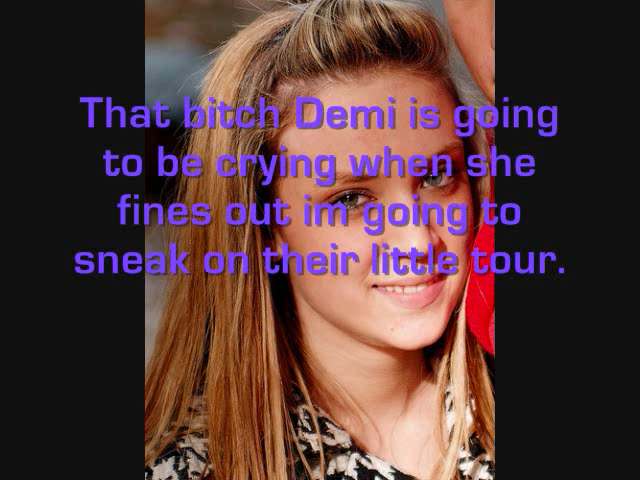 That bitch Demi is going
to be crying when she
fines out im going to
sneak on their little tour.